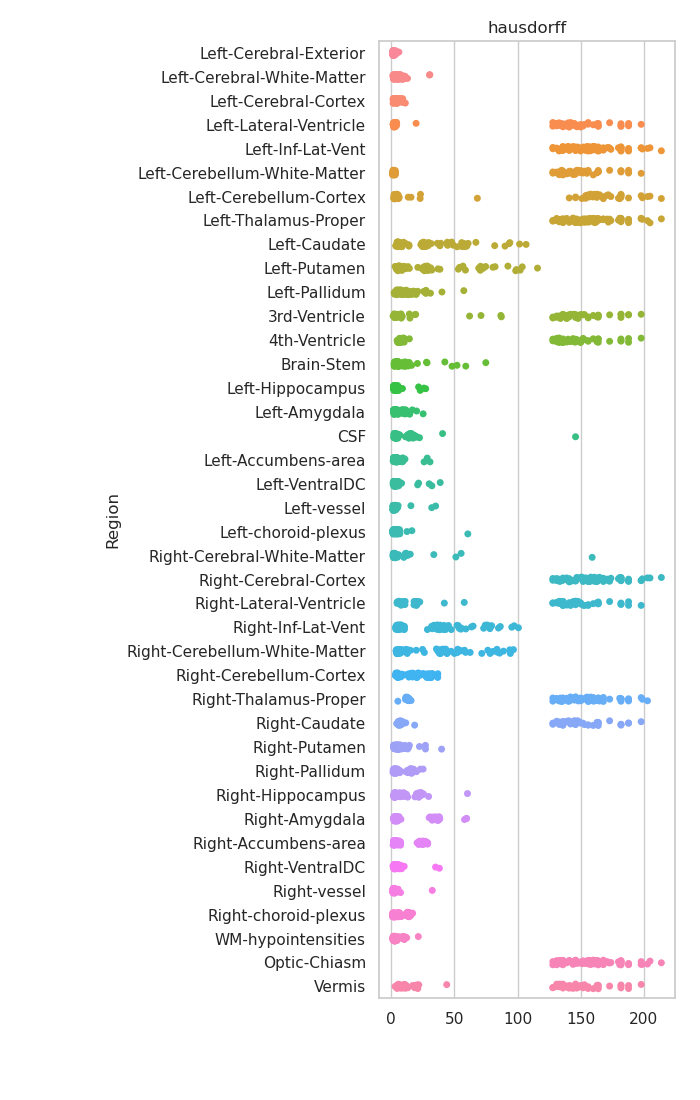 hausdorff
Left-Cerebral-Exterior
Left-Cerebral-White-Matter
Left-Cerebral-Cortex
Left-Lateral-Ventricle
Left-Inf-Lat-Vent
Left-Cerebellum-White-Matter
Left-Cerebellum-Cortex
Left-Thalamus-Proper
Left-Caudate
Left-Putamen
Left-Pallidum
3rd-Ventricle
4th-Ventricle
Brain-Stem
Left-Hippocampus
Left-Amygdala
CSF
Left-Accumbens-area
Left-VentralDC
Left-vessel
Left-choroid-plexus
Right-Cerebral-White-Matter
Right-Cerebral-Cortex
Right-Lateral-Ventricle
Right-Inf-Lat-Vent
Right-Cerebellum-White-Matter
Right-Cerebellum-Cortex
Right-Thalamus-Proper
Right-Caudate
Right-Putamen
Right-Pallidum
Right-Hippocampus
Right-Amygdala
Right-Accumbens-area
Right-VentralDC
Right-vessel
Right-choroid-plexus
WM-hypointensities
Optic-Chiasm
Vermis
Region
0 50 100 150 200